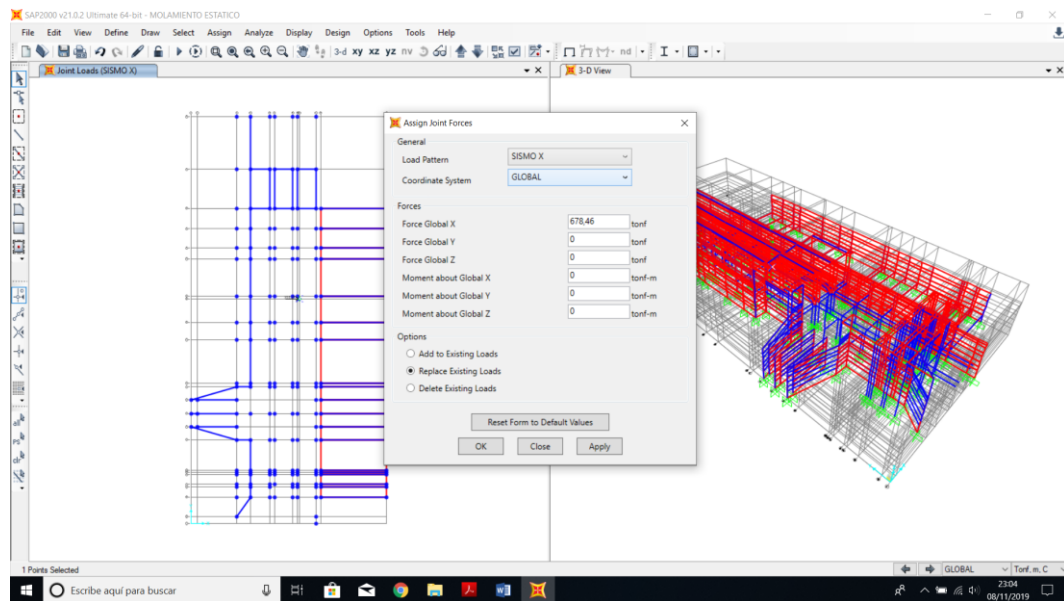 SAP2000 v21.0.2 Ultimate 64-bit - MOLAMIENTO ESTATICO
File Edit View Define Draw Select Assign Analyze Display Design Options Tools Help
3-d xy xz yz nv nd
Joint Loads (SISMO X)
3-D View
Assign Joint Forces
General
Load Pattern SISMO X
Coordinate System GLOBAL
Forces
Force Global X 678,46 tonf
Force Global Y 0 tonf
Force Global Z 0 tonf
Moment about Global X 0 tonf-m
Moment about Global Y 0 tonf-m
Moment about Global Z 0 tonf-m
Options
Add to Existing Loads
Replace Existing Loads
Delete Existing Loads
Reset Form to Default Values
OK Close Apply
all
PS
clr
1 Points Selected
GLOBAL Tonf, m, C
Escribe aquí para buscar
23:04
08/11/2019